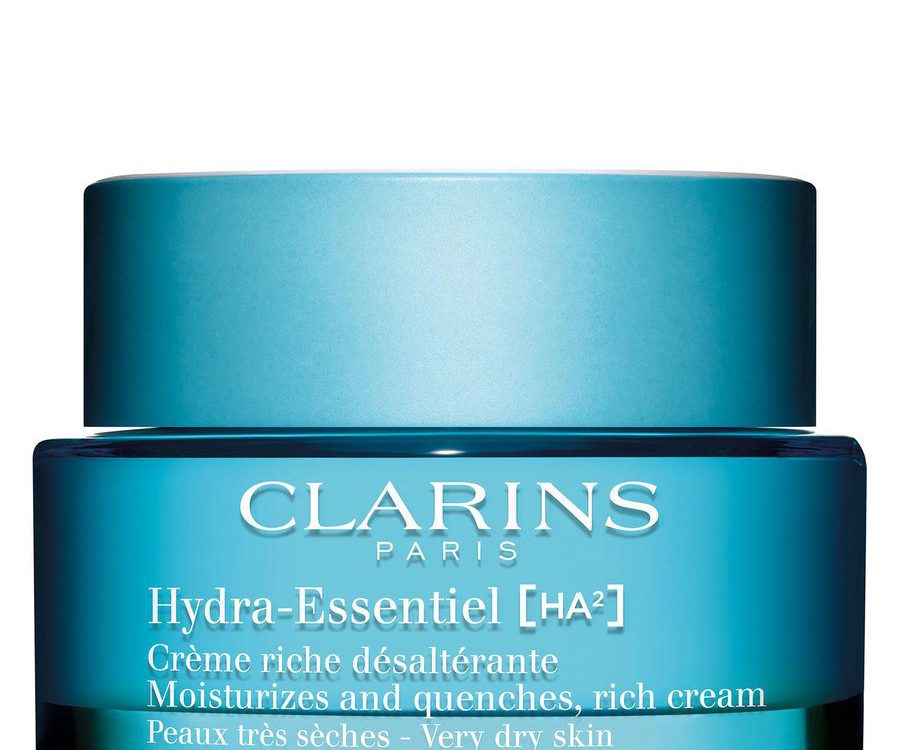 CLARINS
PARIS
Hydra-Essentiel [HA²]
Crème riche désaltérante
Moisturizes and quenches, rich cream
Peaux très sèches - Very dry skin